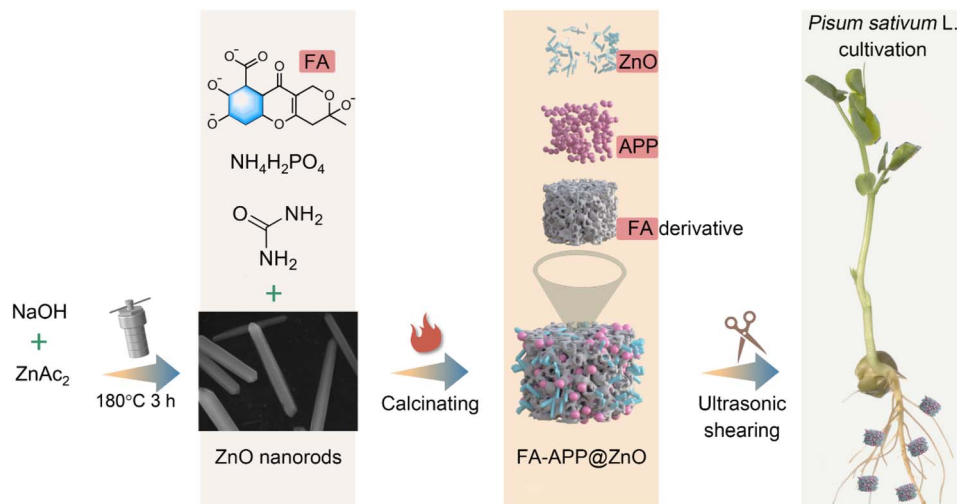 NaOH
+
ZnAc₂
180°C 3 h
O⁻
O
O⁻
O⁻
O
O
O
O⁻
FA
NH₄H₂PO₄
O
NH₂
NH₂
+
ZnO nanorods
Calcinating
ZnO
APP
FA derivative
FA-APP@ZnO
Ultrasonic
shearing
Pisum sativum L.
cultivation